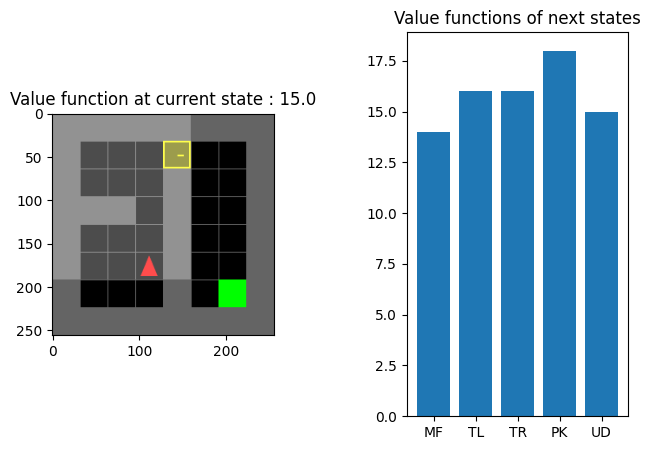 Value function at current state : 15.0
0
50
100
150
200
250
0
100
200
Value functions of next states
17.5
15.0
12.5
10.0
7.5
5.0
2.5
0.0
MF
TL
TR
PK
UD